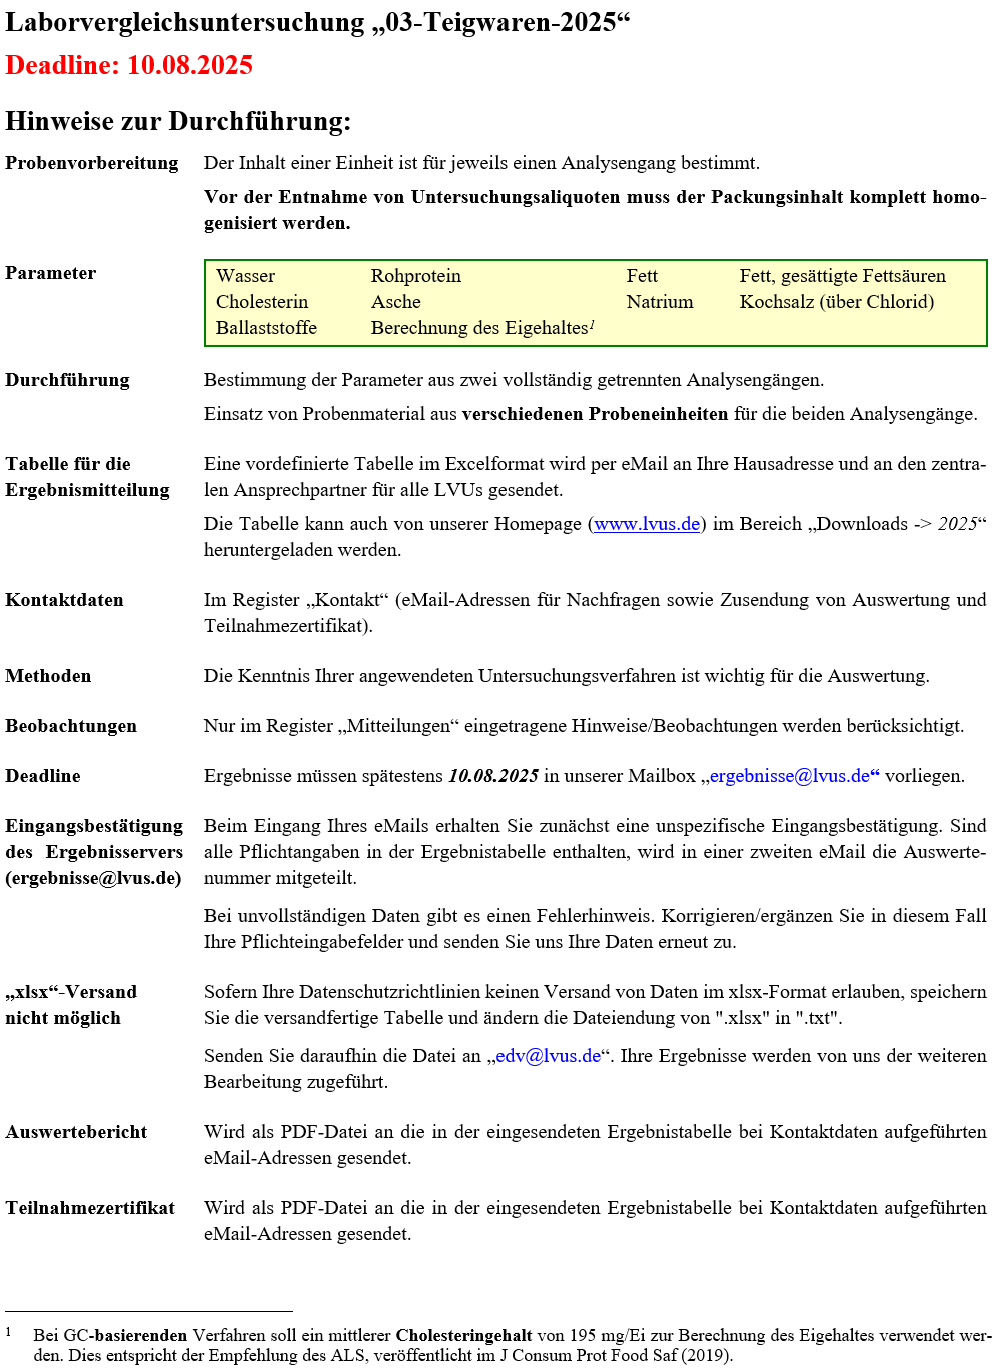 Laborvergleichsuntersuchung „03-Teigwaren-2025“
Deadline: 10.08.2025
Hinweise zur Durchführung:
Probenvorbereitung Der Inhalt einer Einheit ist für jeweils einen Analysengang bestimmt.
Vor der Entnahme von Untersuchungsaliquoten muss der Packungsinhalt komplett homo-
genisiert werden.
Parameter Wasser Rohprotein Fett Fett, gesättigte Fettsäuren
Cholesterin Asche Natrium Kochsalz (über Chlorid)
Ballaststoffe Berechnung des Eigehaltes1
Durchführung Bestimmung der Parameter aus zwei vollständig getrennten Analysengängen.
Einsatz von Probenmaterial aus verschiedenen Probeneinheiten für die beiden Analysengänge.
Tabelle für die Eine vordefinierte Tabelle im Excelformat wird per eMail an Ihre Hausadresse und an den zentra-
Ergebnismitteilung len Ansprechpartner für alle LVUs gesendet.
Die Tabelle kann auch von unserer Homepage (www.lvus.de) im Bereich „Downloads -> 2025“
heruntergeladen werden.
Kontaktdaten Im Register „Kontakt“ (eMail-Adressen für Nachfragen sowie Zusendung von Auswertung und
Teilnahmezertifikat).
Methoden Die Kenntnis Ihrer angewendeten Untersuchungsverfahren ist wichtig für die Auswertung.
Beobachtungen Nur im Register „Mitteilungen“ eingetragene Hinweise/Beobachtungen werden berücksichtigt.
Deadline Ergebnisse müssen spätestens 10.08.2025 in unserer Mailbox „ergebnisse@lvus.de“ vorliegen.
Eingangsbestätigung Beim Eingang Ihres eMails erhalten Sie zunächst eine unspezifische Eingangsbestätigung. Sind
des Ergebnisservers alle Pflichtangaben in der Ergebnistabelle enthalten, wird in einer zweiten eMail die Auswerte-
(ergebnisse@lvus.de) nummer mitgeteilt.
Bei unvollständigen Daten gibt es einen Fehlerhinweis. Korrigieren/ergänzen Sie in diesem Fall
Ihre Pflichteingabefelder und senden Sie uns Ihre Daten erneut zu.
„xlsx“-Versand Sofern Ihre Datenschutzrichtlinien keinen Versand von Daten im xlsx-Format erlauben, speichern
nicht möglich Sie die versandfertige Tabelle und ändern die Dateiendung von ".xlsx" in ".txt".
Senden Sie daraufhin die Datei an „edv@lvus.de“. Ihre Ergebnisse werden von uns der weiteren
Bearbeitung zugeführt.
Auswertebericht Wird als PDF-Datei an die in der eingesendeten Ergebnistabelle bei Kontaktdaten aufgeführten
eMail-Adressen gesendet.
Teilnahmezertifikat Wird als PDF-Datei an die in der eingesendeten Ergebnistabelle bei Kontaktdaten aufgeführten
eMail-Adressen gesendet.
1 Bei GC-basierenden Verfahren soll ein mittlerer Cholesteringehalt von 195 mg/Ei zur Berechnung des Eigehaltes verwendet wer-
den. Dies entspricht der Empfehlung des ALS, veröffentlicht im J Consum Prot Food Saf (2019).